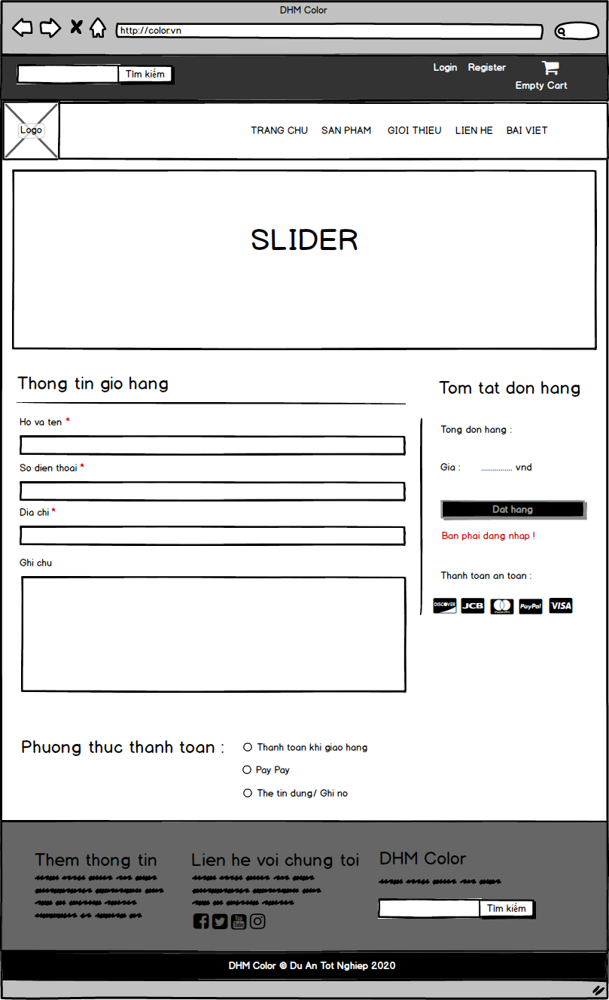 DHM Color
http://color.vn
Tìm kiếm
Login Register
Empty Cart
Logo
TRANG CHU SAN PHAM GIOI THIEU LIEN HE BAI VIET
SLIDER
Thong tin gio hang
Ho va ten *
So dien thoai *
Dia chi *
Ghi chu
Tom tat don hang
Tong don hang :
Gia : ................ vnd
Dat hang
Ban phai dang nhap !
Thanh toan an toan :
DISCOVER JCB MasterCard PayPal VISA
Phuong thuc thanh toan :
Thanh toan khi giao hang
Pay Pay
The tin dung/ Ghi no
Them thong tin
Lien he voi chung toi
You Tube
DHM Color
Tìm kiếm
DHM Color © Du An Tot Nghiep 2020